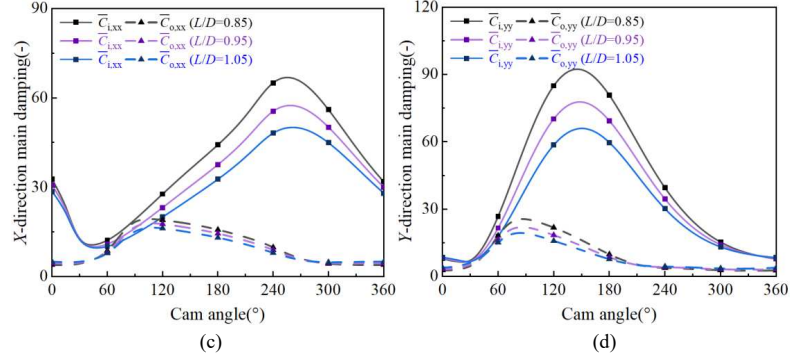 90
60
30
0
X-direction main damping(-)
C̅i,xx C̅o,xx (L/D=0.85)
C̅i,xx C̅o,xx (L/D=0.95)
C̅i,xx C̅o,xx (L/D=1.05)
0 60 120 180 240 300 360
Cam angle(°)
(c)
120
90
60
30
0
Y-direction main damping(-)
C̅i,yy C̅o,yy (L/D=0.85)
C̅i,yy C̅o,yy (L/D=0.95)
C̅i,yy C̅o,yy (L/D=1.05)
0 60 120 180 240 300 360
Cam angle(°)
(d)